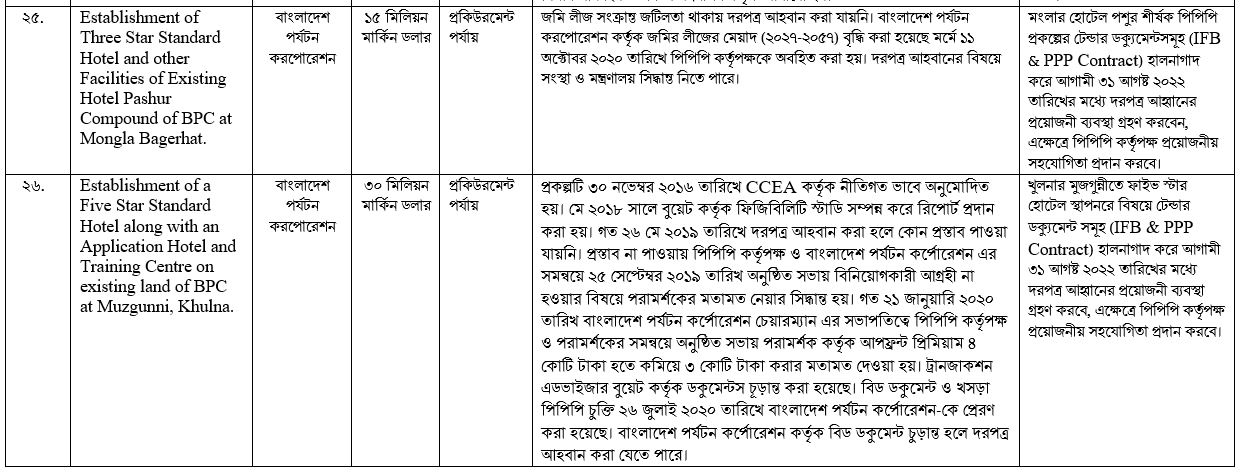 ২৫.
Establishment of
Three Star Standard
Hotel and other
Facilities of Existing
Hotel Pashur
Compound of BPC at
Mongla Bagerhat.
বাংলাদেশ
পর্যটন
করপোরেশন
১৫ মিলিয়ন
মার্কিন ডলার
প্রকিউরমেন্ট
পর্যায়
জমি লীজ সংক্রান্ত জটিলতা থাকায় দরপত্র আহবান করা যায়নি। বাংলাদেশ পর্যটন
করপোরেশন কর্তৃক জমির লীজের মেয়াদ (২০২৭-২০৫৭) বৃদ্ধি করা হয়েছে মর্মে ১১
অক্টোবর ২০২০ তারিখে পিপিপি কর্তৃপক্ষকে অবহিত করা হয়। দরপত্র আহবানের বিষয়ে
সংস্থা ও মন্ত্রণালয় সিদ্ধান্ত নিতে পারে।
মংলার হোটেল পশুর শীর্ষক পিপিপি
প্রকল্পের টেন্ডার ডক্যুমেন্টসমূহ (IFB
& PPP Contract) হালনাগাদ
করে আগামী ৩১ আগষ্ট ২০২২
তারিখের মধ্যে দরপত্র আহ্বানের
প্রয়োজনী ব্যবস্থা গ্রহণ করবেন,
এক্ষেত্রে পিপিপি কর্তৃপক্ষ প্রয়োজনীয়
সহযোগিতা প্রদান করবে।
২৬.
Establishment of a
Five Star Standard
Hotel along with an
Application Hotel and
Training Centre on
existing land of BPC
at Muzgunni, Khulna.
বাংলাদেশ
পর্যটন
করপোরেশন
৩০ মিলিয়ন
মার্কিন ডলার
প্রকিউরমেন্ট
পর্যায়
প্রকল্পটি ৩০ নভেম্বর ২০১৬ তারিখে CCEA কর্তৃক নীতিগত ভাবে অনুমোদিত
হয়। মে ২০১৮ সালে বুয়েট কর্তৃক ফিজিবিলিটি স্টাডি সম্পন্ন করে রিপোর্ট প্রদান
করা হয়। গত ২৬ মে ২০১৯ তারিখে দরপত্র আহবান করা হলে কোন প্রস্তাব পাওয়া
যায়নি। প্রস্তাব না পাওয়ায় পিপিপি কর্তৃপক্ষ ও বাংলাদেশ পর্যটন কর্পোরেশন এর
সমন্বয়ে ২৫ সেপ্টেম্বর ২০১৯ তারিখ অনুষ্ঠিত সভায় বিনিয়োগকারী আগ্রহী না
হওয়ার বিষয়ে পরামর্শকের মতামত নেয়ার সিদ্ধান্ত হয়। গত ২১ জানুয়ারি ২০২০
তারিখ বাংলাদেশ পর্যটন কর্পোরেশন চেয়ারম্যান এর সভাপতিত্বে পিপিপি কর্তৃপক্ষ
ও পরামর্শকের সমন্বয়ে অনুষ্ঠিত সভায় পরামর্শক কর্তৃক আপফ্রন্ট প্রিমিয়াম ৪
কোটি টাকা হতে কমিয়ে ৩ কোটি টাকা করার মতামত দেওয়া হয়। ট্রানজাকশন
এডভাইজার বুয়েট কর্তৃক ডকুমেন্টস চূড়ান্ত করা হয়েছে। বিড ডকুমেন্ট ও খসড়া
পিপিপি চুক্তি ২৬ জুলাই ২০২০ তারিখে বাংলাদেশ পর্যটন কর্পোরেশন-কে প্রেরণ
করা হয়েছে। বাংলাদেশ পর্যটন কর্পোরেশন কর্তৃক বিড ডকুমেন্ট চুড়ান্ত হলে দরপত্র
আহবান করা যেতে পারে।
খুলনার মুজগুন্নীতে ফাইভ স্টার
হোটেল স্থাপনরে বিষয়ে টেন্ডার
ডক্যুমেন্ট সমূহ (IFB & PPP
Contract) হালনাগাদ করে আগামী
৩১ আগষ্ট ২০২২ তারিখের মধ্যে
দরপত্র আহ্বানের প্রয়োজনী ব্যবস্থা
গ্রহণ করবে, এক্ষেত্রে পিপিপি কর্তৃপক্ষ
প্রয়োজনীয় সহযোগিতা প্রদান করবে।